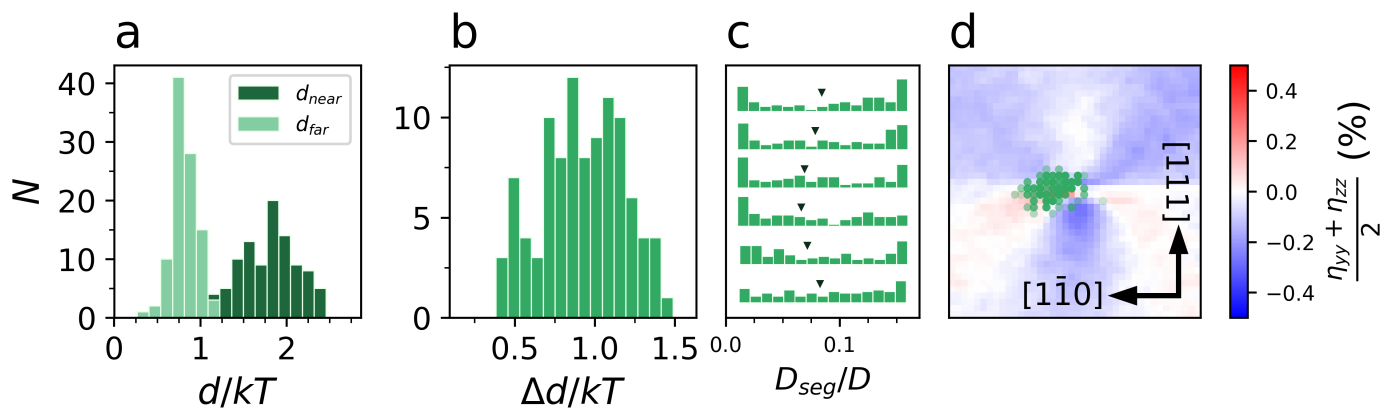 a
b
c
d
40
30
20
10
0
N
d_near
d_far
0
1
2
d/kT
10
5
0
0.5
1.0
1.5
Δd/kT
0.0
0.1
D_seg/D
[111]
[11̄0]
0.4
0.2
0.0
−0.2
−0.4
η_yy + η_zz
2
(%)